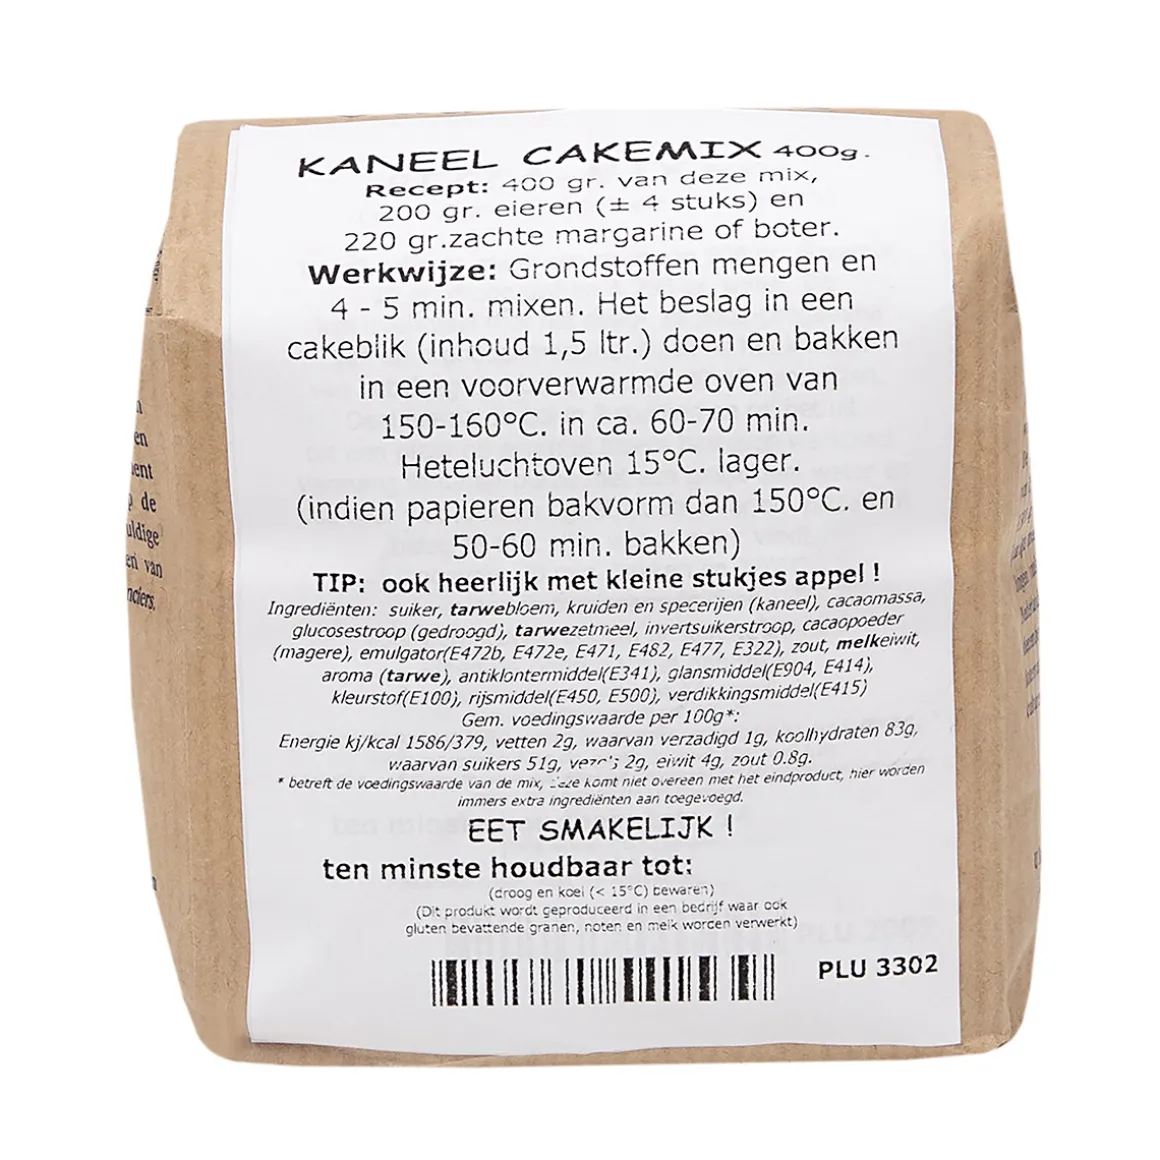 KANEEL CAKEMIX 400g.
Recept: 400 gr. van deze mix,
200 gr. eieren (± 4 stuks) en
220 gr.zachte margarine of boter.
Werkwijze: Grondstoffen mengen en
4 - 5 min. mixen. Het beslag in een
cakeblik (inhoud 1,5 ltr.) doen en bakken
in een voorverwarmde oven van
150-160°C. in ca. 60-70 min.
Heteluchtoven 15°C. lager.
(indien papieren bakvorm dan 150°C. en
50-60 min. bakken)
TIP: ook heerlijk met kleine stukjes appel !
Ingrediënten: suiker, tarwebloem, kruiden en specerijen (kaneel), cacaomassa,
glucosestroop (gedroogd), tarwezetmeel, invertsuikerstroop, cacaopoeder
(magere), emulgator(E472b, E472e, E471, E482, E477, E322), zout, melkeiwit,
aroma (tarwe), antiklontermiddel(E341), glansmiddel(E904, E414),
kleurstof(E100), rijsmiddel(E450, E500), verdikkingsmiddel(E415)
Gem. voedingswaarde per 100g*:
Energie kj/kcal 1586/379, vetten 2g, waarvan verzadigd 1g, koolhydraten 83g,
waarvan suikers 51g, 2g, eiwit 4g, zout 0.8g.
* betreft de voedingswaarde van de mix, deze komt niet overeen met het eindproduct, hier worden
immers extra ingrediënten aan toegevoegd.
EET SMAKELIJK !
ten minste houdbaar tot:
(droog en koel (< 15°C) bewaren)
(Dit produkt wordt geproduceerd in een bedrijf waar ook
gluten bevattende granen, noten en melk worden verwerkt)
PLU 3302
en
de
van